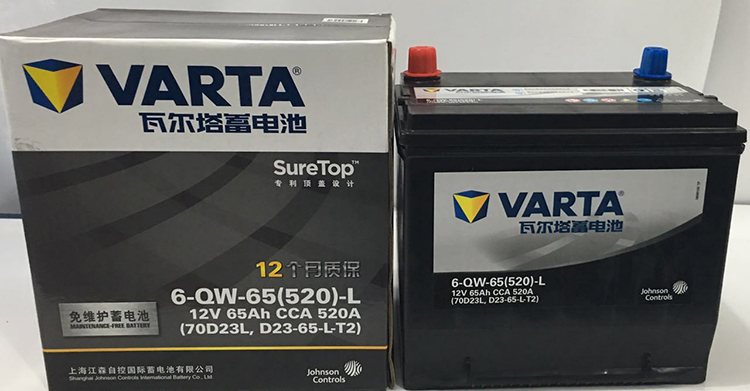 VARTA®
瓦尔塔蓄电池
SureTop™
专利顶盖设计
12个月质保
6-QW-65(520)-L
12V 65Ah CCA 520A
(70D23L, D23-65-L-T2)
免维护蓄电池
MAINTENANCE-FREE BATTERY
上海江森自控国际蓄电池有限公司
Shanghai Johnson Controls International Battery Co., Ltd
Johnson
Controls
VARTA®
瓦尔塔蓄电池
6-QW-65(520)-L
12V 65Ah CCA 520A
(70D23L, D23-65-L-T2)
Johnson
Controls
VARTA